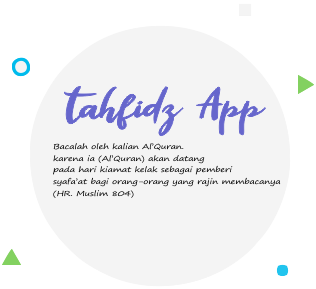 tahfidz App
Bacalah oleh kalian Al'Quran.
karena ia (Al'Quran) akan datang
pada hari kiamat kelak sebagai pemberi
syafa'at bagi orang-orang yang rajin membacanya
(HR. Muslim 804)